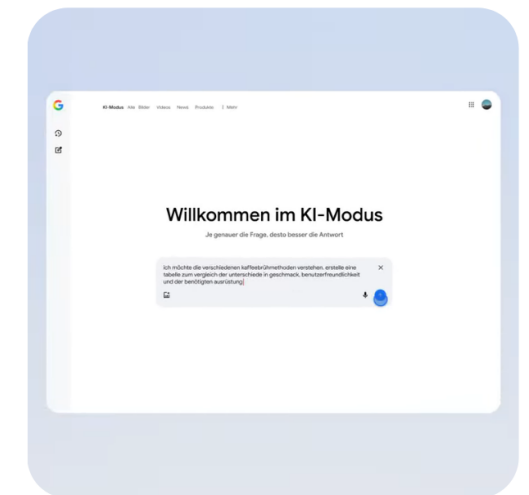 KI-Modus Alle Bilder Videos News Produkte Mehr
Willkommen im KI-Modus
Je genauer die Frage, desto besser die Antwort
ich möchte die verschiedenen kaffeebrühmethoden verstehen. erstelle eine
tabelle zum vergleich der unterschiede in geschmack, benutzerfreundlichkeit
und der benötigten ausrüstung